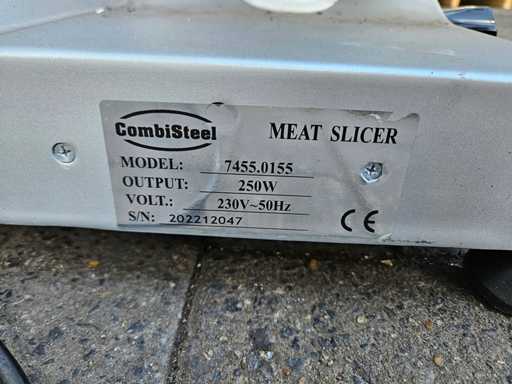 CombiSteel MEAT SLICER
MODEL: 7455.0155
OUTPUT: 250W
VOLT.: 230V~50Hz
S/N: 202212047 CE